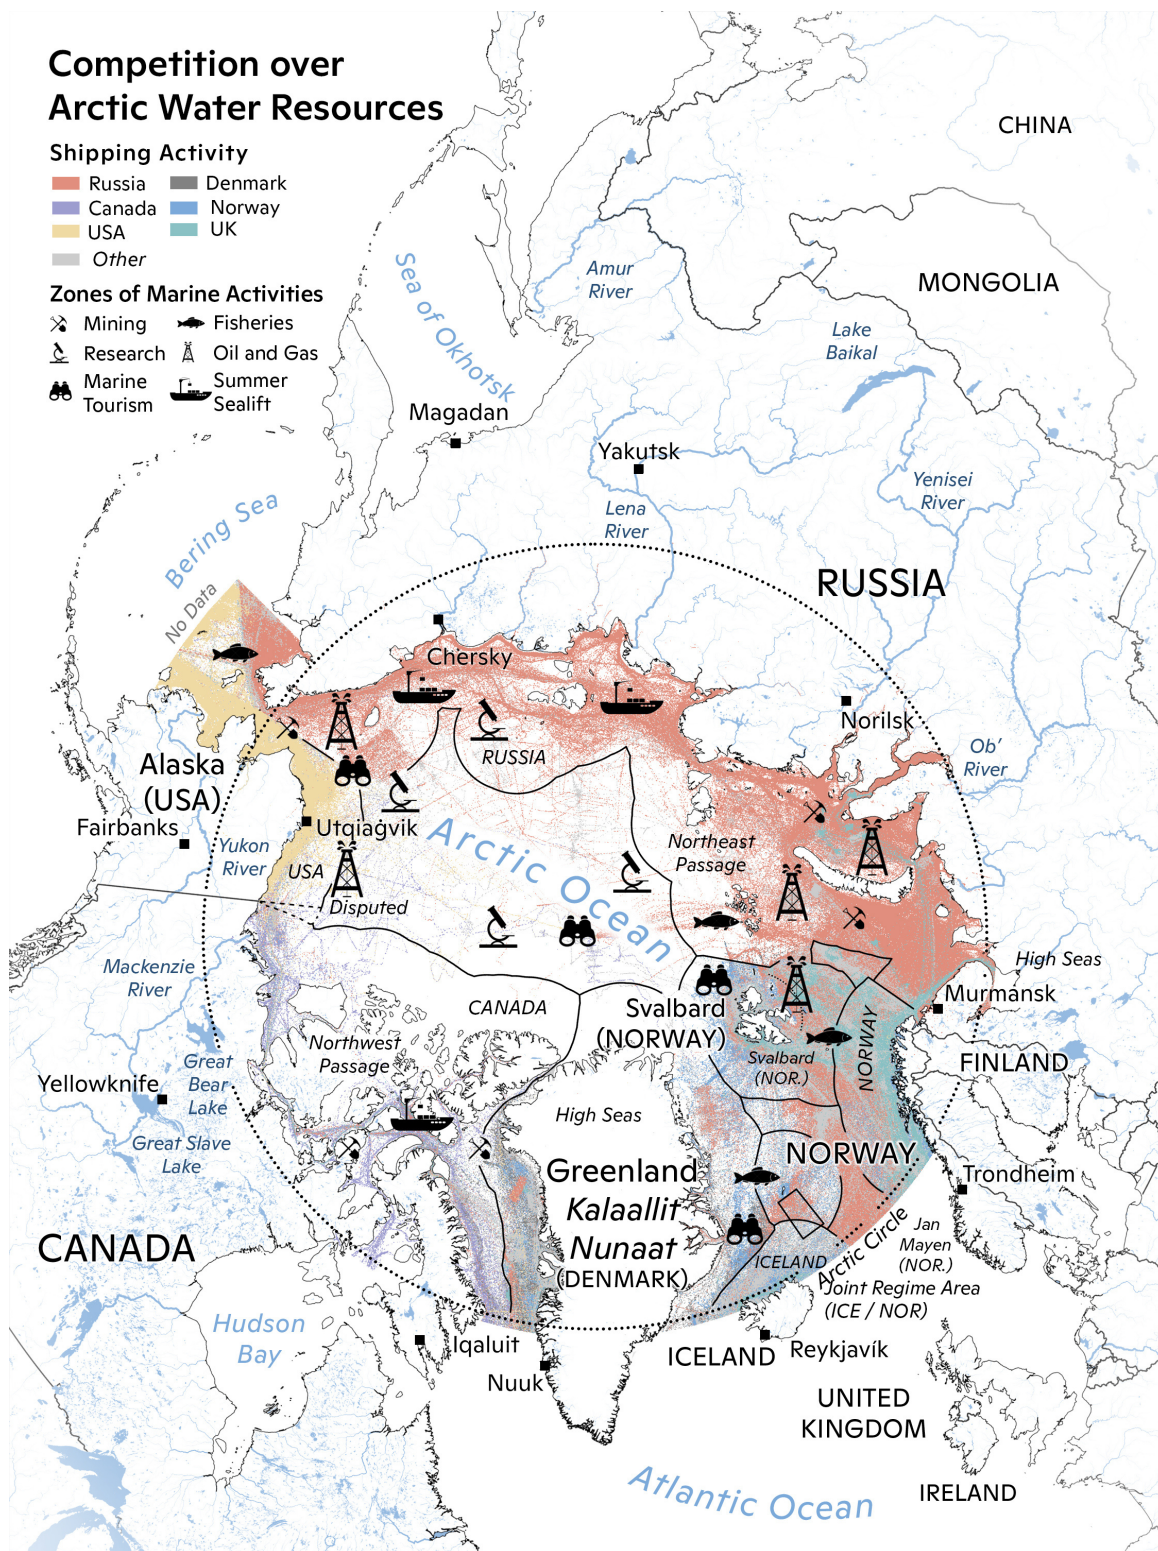 Competition over
Arctic Water Resources
Shipping Activity
Russia
Denmark
Canada
Norway
USA
UK
Other
Zones of Marine Activities
Mining
Fisheries
Research
Oil and Gas
Marine
Tourism
Summer
Sealift
CHINA
MONGOLIA
Amur
River
Sea of Okhotsk
Lake
Baikal
Magadan
Yakutsk
Yenisei
River
Lena
River
Bering Sea
No Data
RUSSIA
Chersky
Norilsk
RUSSIA
Ob'
River
Alaska
(USA)
Fairbanks
Utqiaġvik
Yukon
River
USA
Disputed
Arctic Ocean
Northeast
Passage
Mackenzie
River
High Seas
Murmansk
CANADA
Svalbard
(NORWAY)
NORWAY
Northwest
Passage
Svalbard
(NOR.)
FINLAND
Great
Bear
Lake
Yellowknife
Great Slave
Lake
High Seas
NORWAY
Trondheim
Greenland
Kalaallit
Nunaat
(DENMARK)
CANADA
ICELAND
Arctic Circle
Jan
Mayen
(NOR.)
Joint Regime Area
(ICE / NOR)
Hudson
Bay
Iqaluit
Nuuk
ICELAND
Reykjavík
UNITED
KINGDOM
IRELAND
Atlantic Ocean